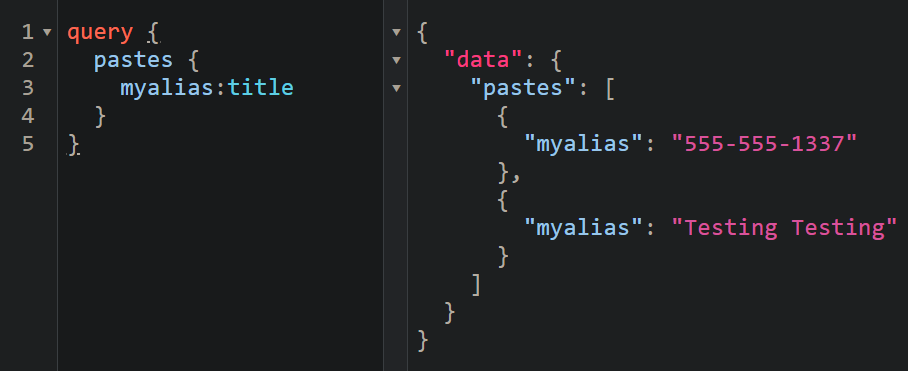 1 query {
2   pastes {
3     myalias:title
4   }
5 }
{
  "data": {
    "pastes": [
      {
        "myalias": "555-555-1337"
      },
      {
        "myalias": "Testing Testing"
      }
    ]
  }
}